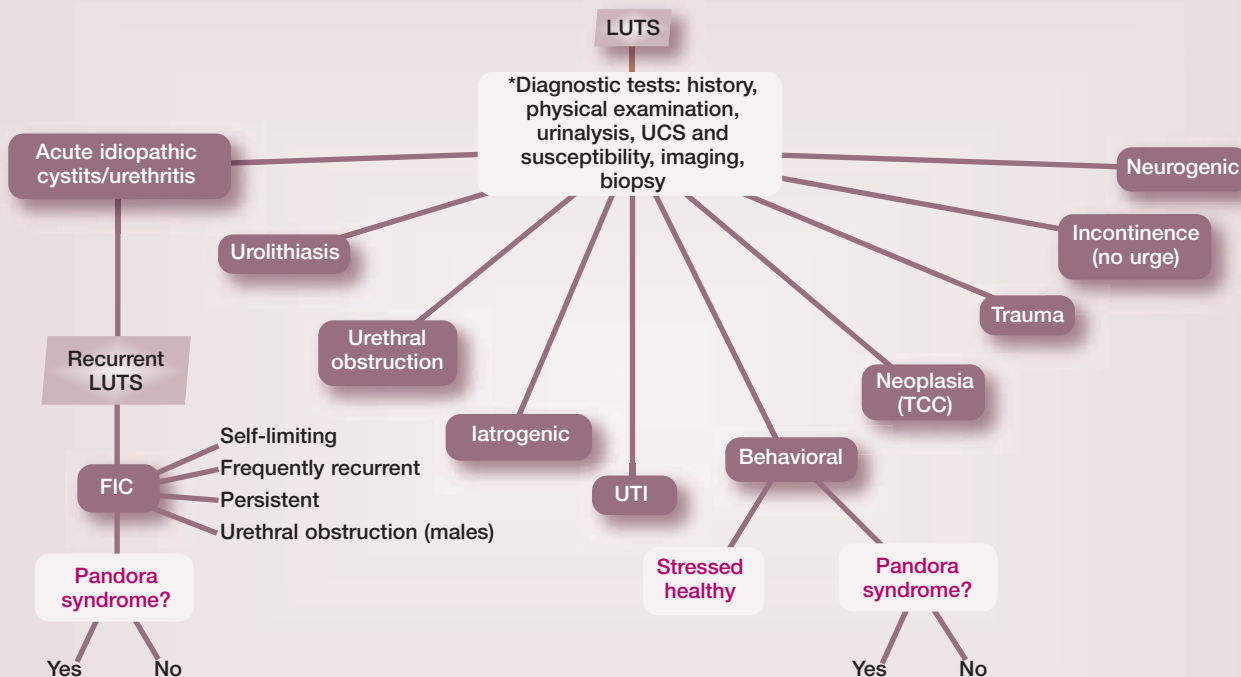 LUTS
*Diagnostic tests: history,
physical examination,
urinalysis, UCS and
susceptibility, imaging,
biopsy
Acute idiopathic
cystits/urethritis
Neurogenic
Urolithiasis
Incontinence
(no urge)
Urethral
obstruction
Trauma
Recurrent
LUTS
Neoplasia
(TCC)
Iatrogenic
Behavioral
UTI
FIC
Self-limiting
Frequently recurrent
Persistent
Urethral obstruction (males)
Pandora
syndrome?
Yes
No
Stressed
healthy
Pandora
syndrome?
Yes
No